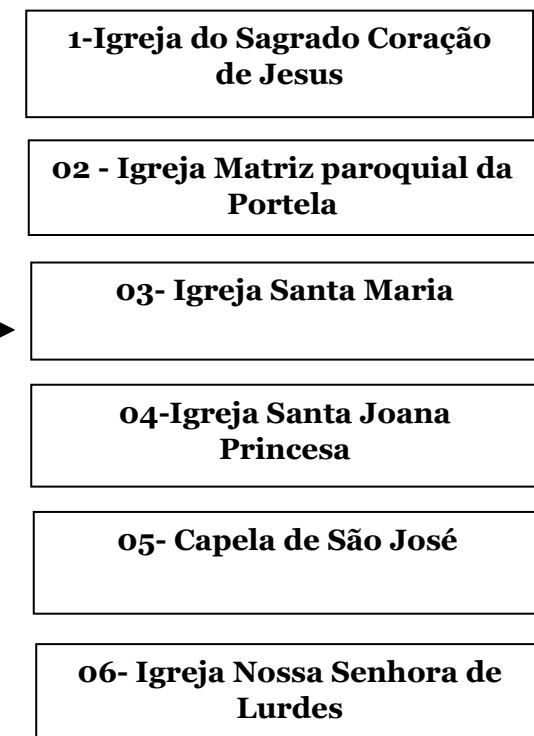 1-Igreja do Sagrado Coração
de Jesus
02 - Igreja Matriz paroquial da
Portela
03- Igreja Santa Maria
04-Igreja Santa Joana
Princesa
05- Capela de São José
06- Igreja Nossa Senhora de
Lurdes